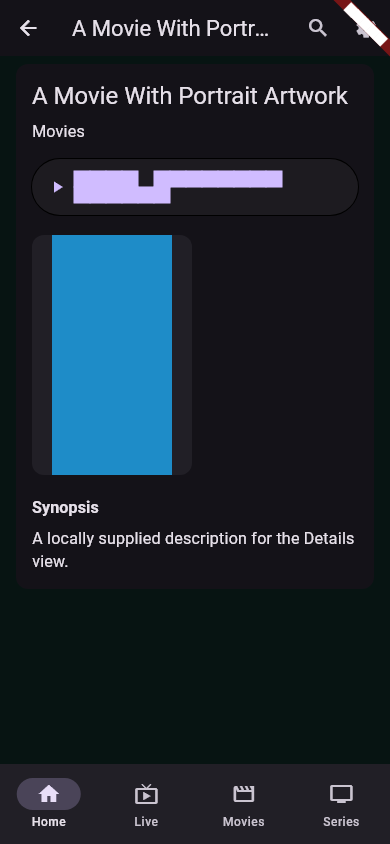 A Movie With Portr...
A Movie With Portrait Artwork
Movies
Synopsis
A locally supplied description for the Details
view.
Home
Live
Movies
Series